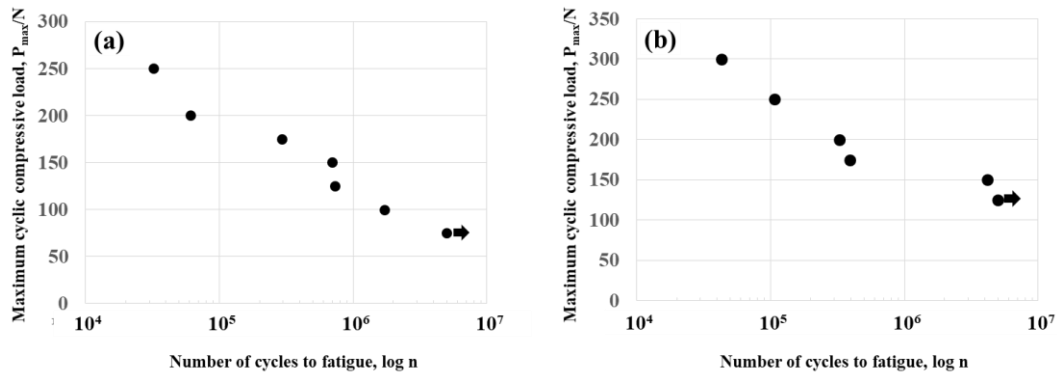 (a)
Maximum cyclic compressive load, Pmax/N
300
250
200
150
100
50
0
10⁴ 10⁵ 10⁶ 10⁷
Number of cycles to fatigue, log n
(b)
Maximum cyclic compressive load, Pmax/N
350
300
250
200
150
100
50
0
10⁴ 10⁵ 10⁶ 10⁷
Number of cycles to fatigue, log n